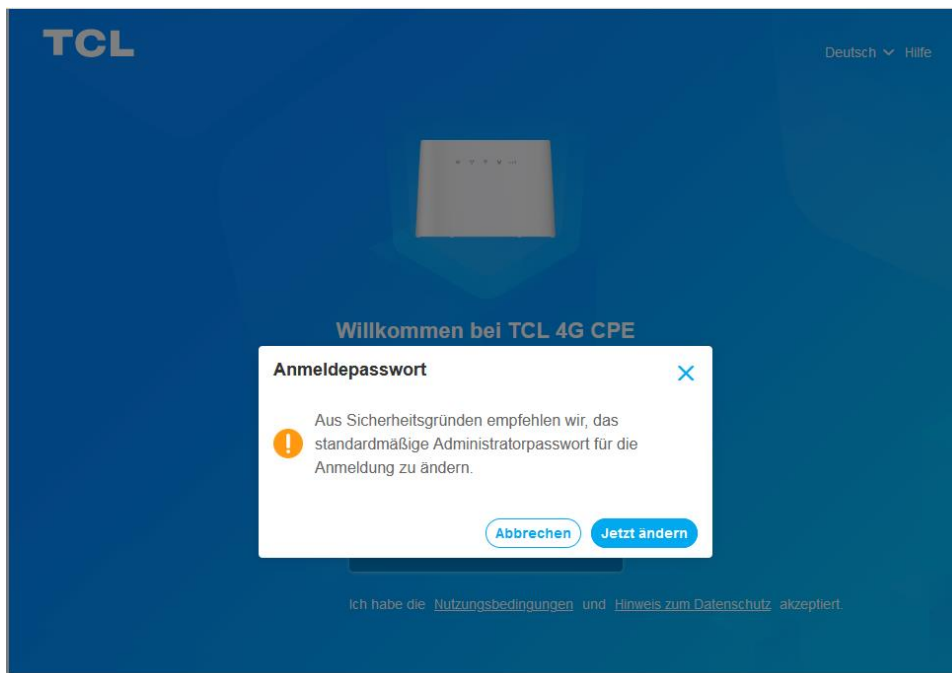 TCL
Deutsch Hilfe
Willkommen bei TCL 4G CPE
Anmeldepasswort
Aus Sicherheitsgründen empfehlen wir, das
standardmäßige Administratorpasswort für die
Anmeldung zu ändern.
Abbrechen Jetzt ändern
Ich habe die Nutzungsbedingungen und Hinweis zum Datenschutz akzeptiert.